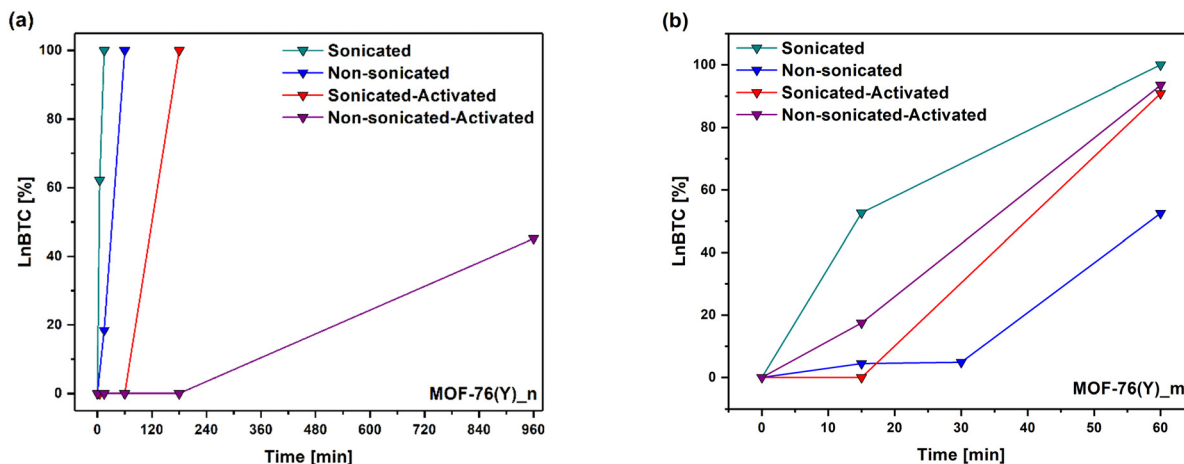 (a)
Sonicated
Non-sonicated
Sonicated-Activated
Non-sonicated-Activated
LnBTC [%]
100
80
60
40
20
0
0 120 240 360 480 600 720 840 960
Time [min]
MOF-76(Y)_n
(b)
Sonicated
Non-sonicated
Sonicated-Activated
Non-sonicated-Activated
LnBTC [%]
100
80
60
40
20
0
0 10 20 30 40 50 60
Time [min]
MOF-76(Y)_m